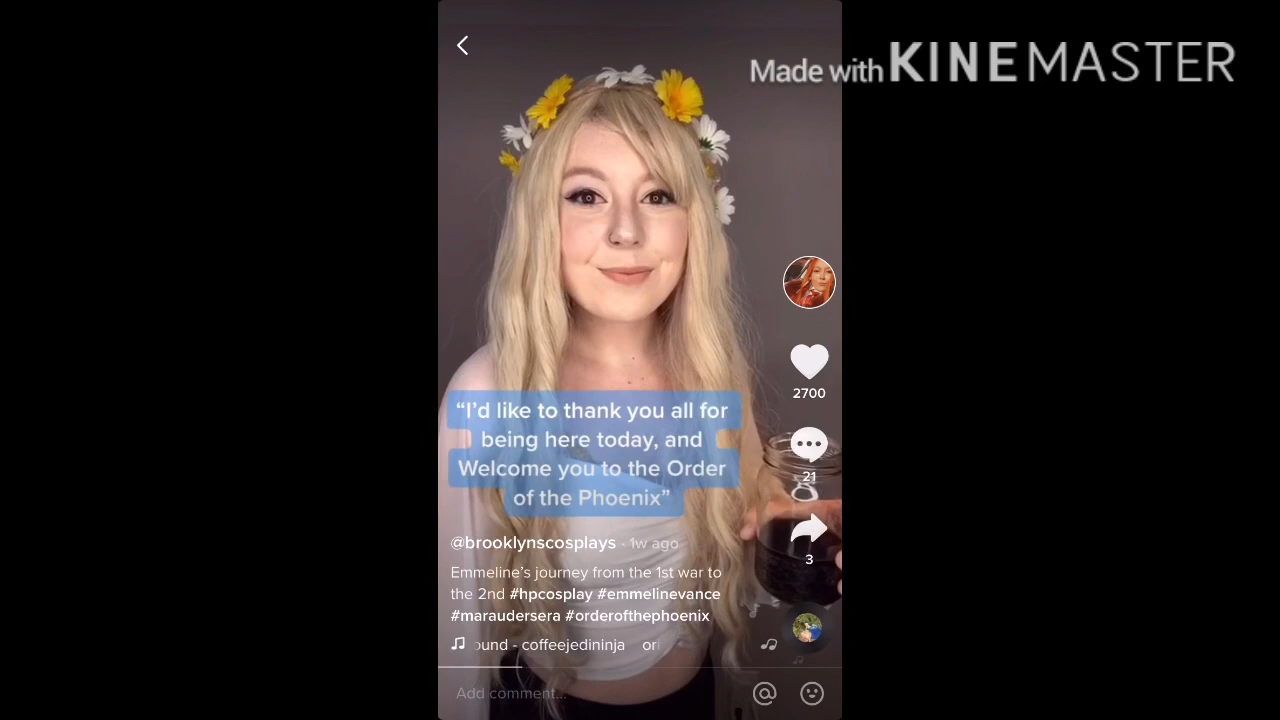 Made with KINEMASTER
“I’d like to thank you all for
being here today, and
Welcome you to the Order
of the Phoenix”
2700
21
3
@brooklynscosplays · 1w ago
Emmeline’s journey from the 1st war to
the 2nd #hpcosplay #emmelinevance
#maraudersera #orderofthephoenix
ound - coffeejedininja ori
Add comment...